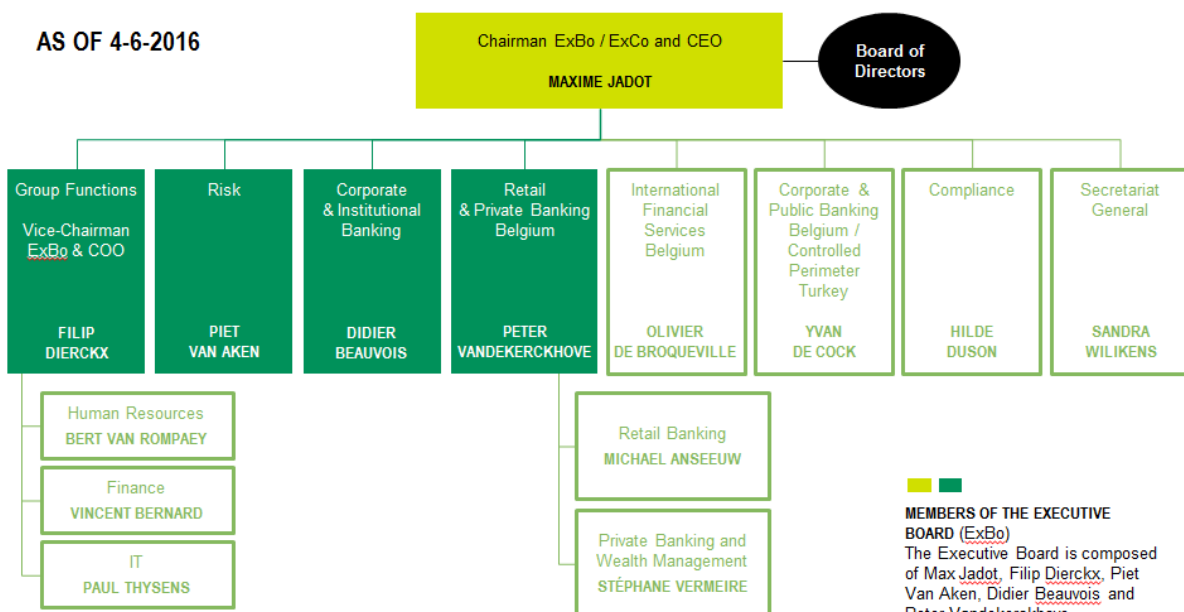 AS OF 4-6-2016
Chairman ExBo / ExCo and CEO
MAXIME JADOT
Board of
Directors
Group Functions
Vice-Chairman
ExBo & COO
FILIP
DIERCKX
Risk
PIET
VAN AKEN
Corporate
& Institutional
Banking
DIDIER
BEAUVOIS
Retail
& Private Banking
Belgium
PETER
VANDEKERCKHOVE
International
Financial
Services
Belgium
OLIVIER
DE BROQUEVILLE
Corporate &
Public Banking
Belgium /
Controlled
Perimeter
Turkey
YVAN
DE COCK
Compliance
HILDE
DUSON
Secretariat
General
SANDRA
WILIKENS
Human Resources
BERT VAN ROMPAEY
Finance
VINCENT BERNARD
IT
PAUL THYSENS
Retail Banking
MICHAEL ANSEEUW
Private Banking and
Wealth Management
STÉPHANE VERMEIRE
MEMBERS OF THE EXECUTIVE
BOARD (ExBo)
The Executive Board is composed
of Max Jadot, Filip Dierckx, Piet
Van Aken, Didier Beauvois and